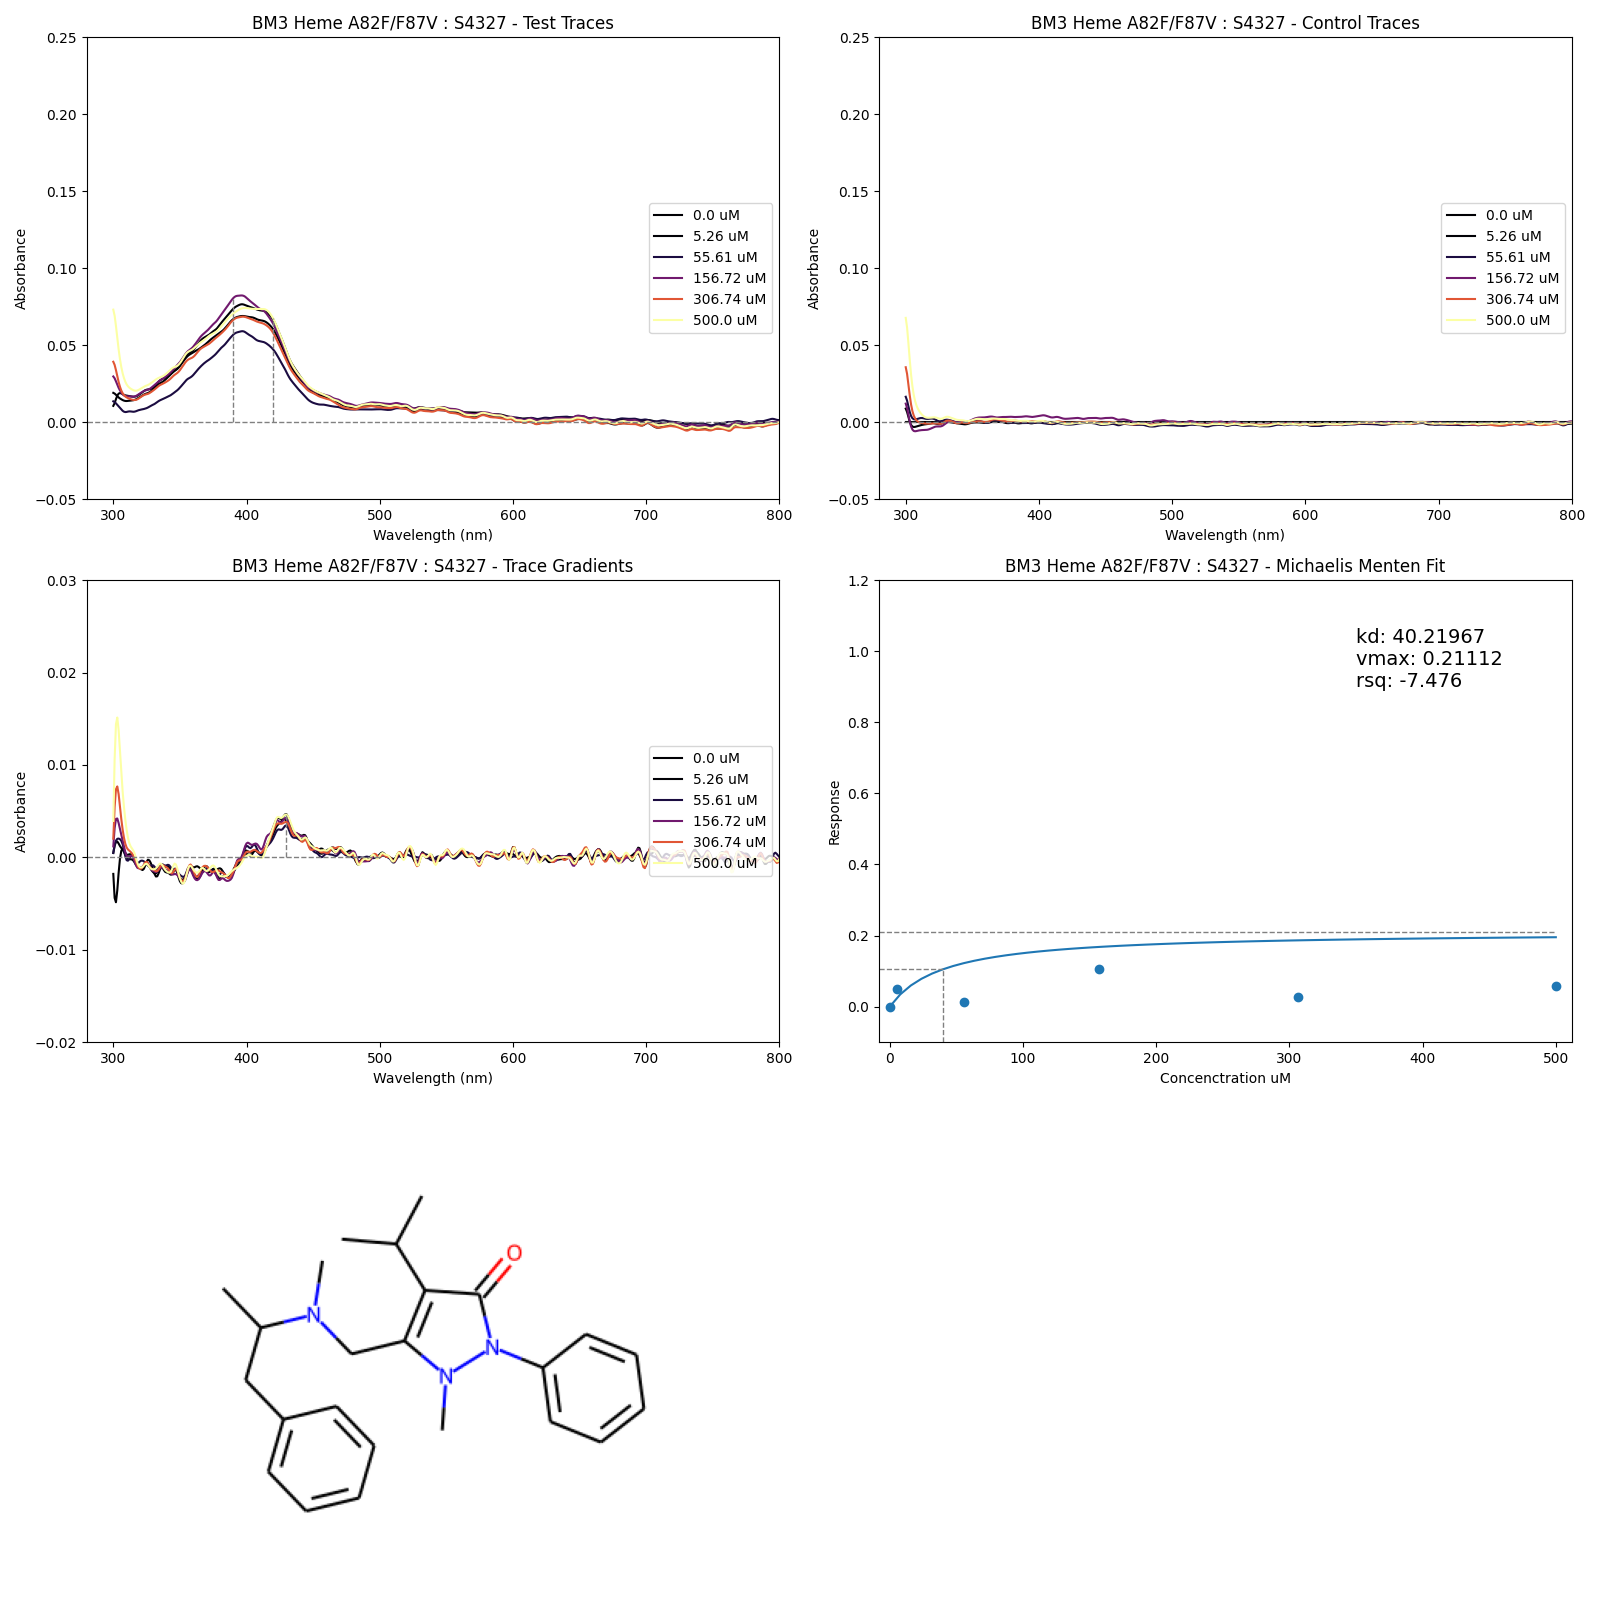 BM3 Heme A82F/F87V : S4327 - Test Traces
0.25
0.20
0.15
0.10
0.05
0.00
−0.05
Absorbance
300
400
500
600
700
800
Wavelength (nm)
0.0 uM
5.26 uM
55.61 uM
156.72 uM
306.74 uM
500.0 uM
BM3 Heme A82F/F87V : S4327 - Control Traces
0.25
0.20
0.15
0.10
0.05
0.00
−0.05
Absorbance
300
400
500
600
700
800
Wavelength (nm)
0.0 uM
5.26 uM
55.61 uM
156.72 uM
306.74 uM
500.0 uM
BM3 Heme A82F/F87V : S4327 - Trace Gradients
0.03
0.02
0.01
0.00
−0.01
−0.02
Absorbance
300
400
500
600
700
800
Wavelength (nm)
0.0 uM
5.26 uM
55.61 uM
156.72 uM
306.74 uM
500.0 uM
BM3 Heme A82F/F87V : S4327 - Michaelis Menten Fit
1.2
1.0
0.8
0.6
0.4
0.2
0.0
Response
0
100
200
300
400
500
Concenctration uM
kd: 40.21967
vmax: 0.21112
rsq: -7.476
O
N
N
N